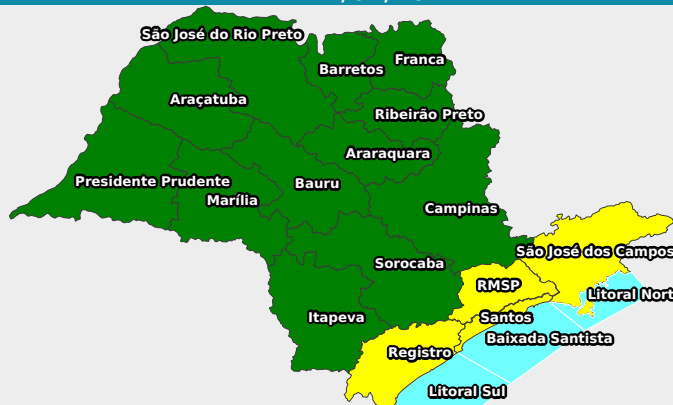 São José do Rio Preto
Franca
Barretos
Araçatuba
Ribeirão Preto
Araraquara
Presidente Prudente
Bauru
Marília
Campinas
São José dos Campos
Sorocaba
RMSP
Litoral Nort
Itapeva
Santos
Baixada Santista
Registro
Litoral Sul